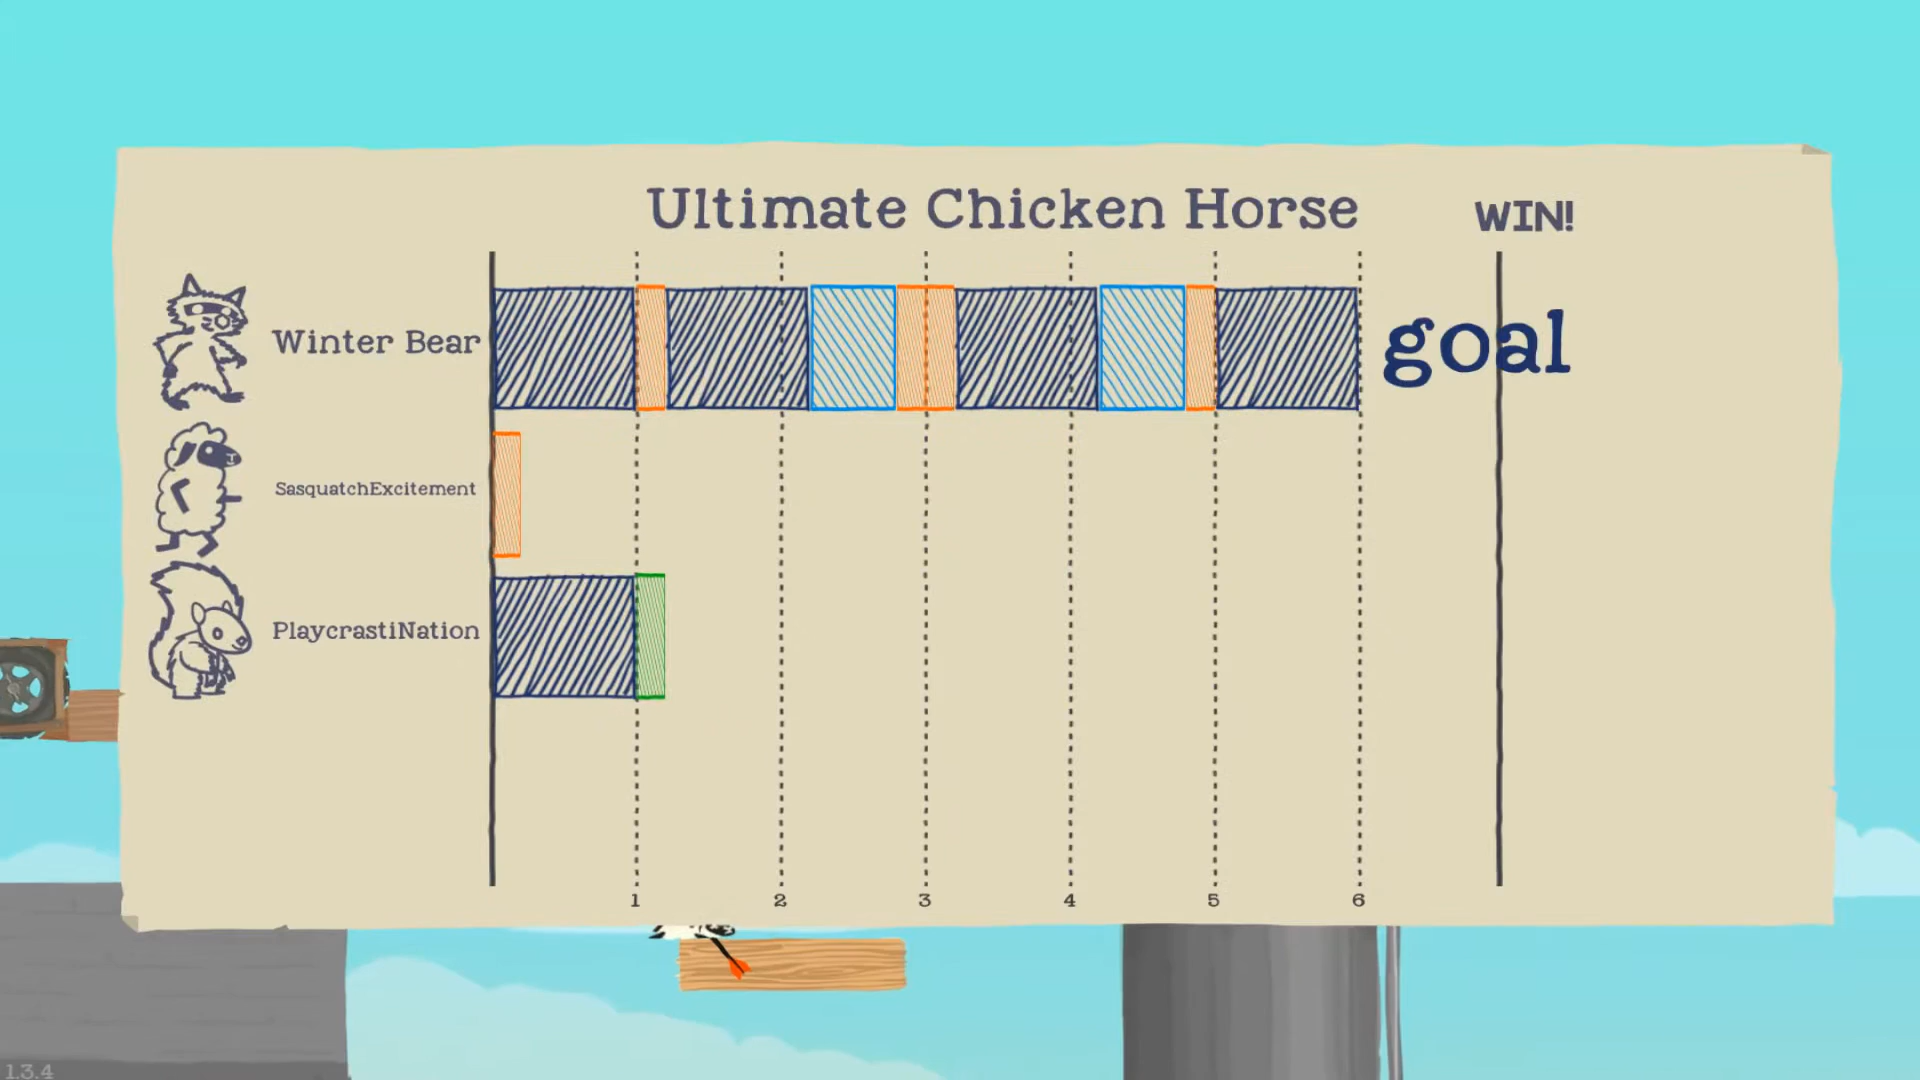 Ultimate Chicken Horse
WIN!
Winter Bear
goal
SasquatchExcitement
PlaycrastiNation
1 2 3 4 5 6
1.3.4